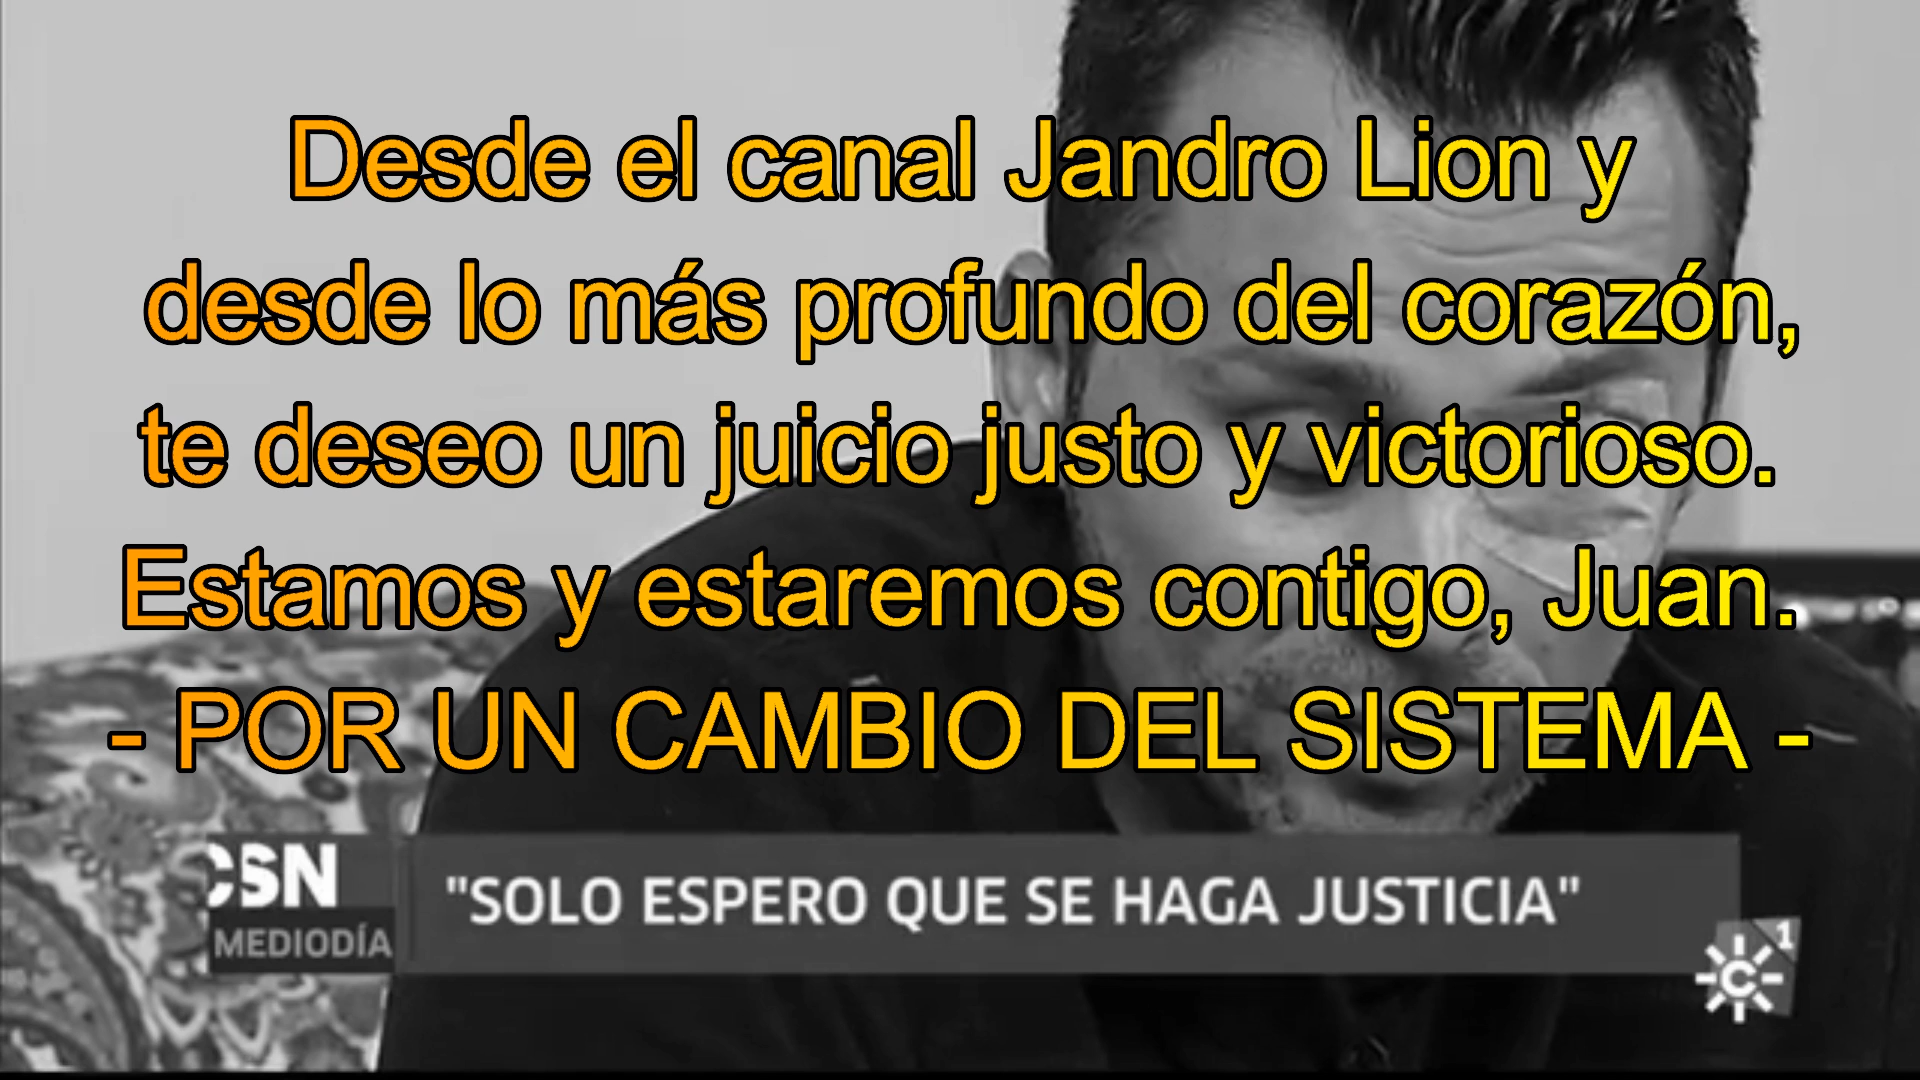 Desde el canal Jandro Lion y
desde lo más profundo del corazón,
te deseo un juicio justo y victorioso.
Estamos y estaremos contigo, Juan.
- POR UN CAMBIO DEL SISTEMA -
CSN
MEDIODÍA
"SOLO ESPERO QUE SE HAGA JUSTICIA"
1
C